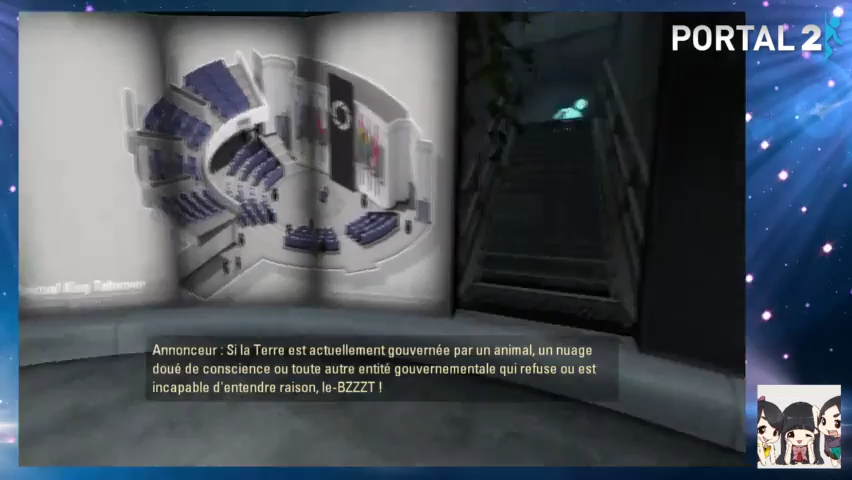 PORTAL 2
Annonceur : Si la Terre est actuellement gouvernée par un animal, un nuage
doué de conscience ou toute autre entité gouvernementale qui refuse ou est
incapable d'entendre raison, le-BZZZT !